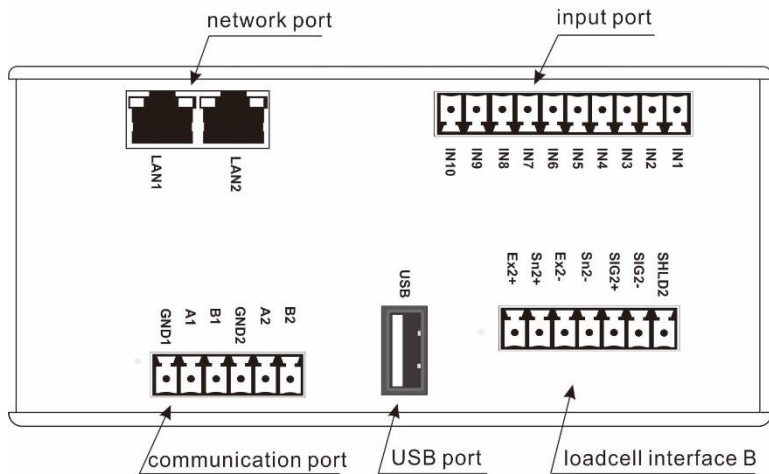 network port
input port
LAN1
LAN2
IN10
IN9
IN8
IN7
IN6
IN5
IN4
IN3
IN2
IN1
GND1
A1
B1
GND2
A2
B2
USB
Ex2+
Sn2+
Ex2-
Sn2-
SIG2+
SIG2-
SHLD2
communication port
USB port
loadcell interface B